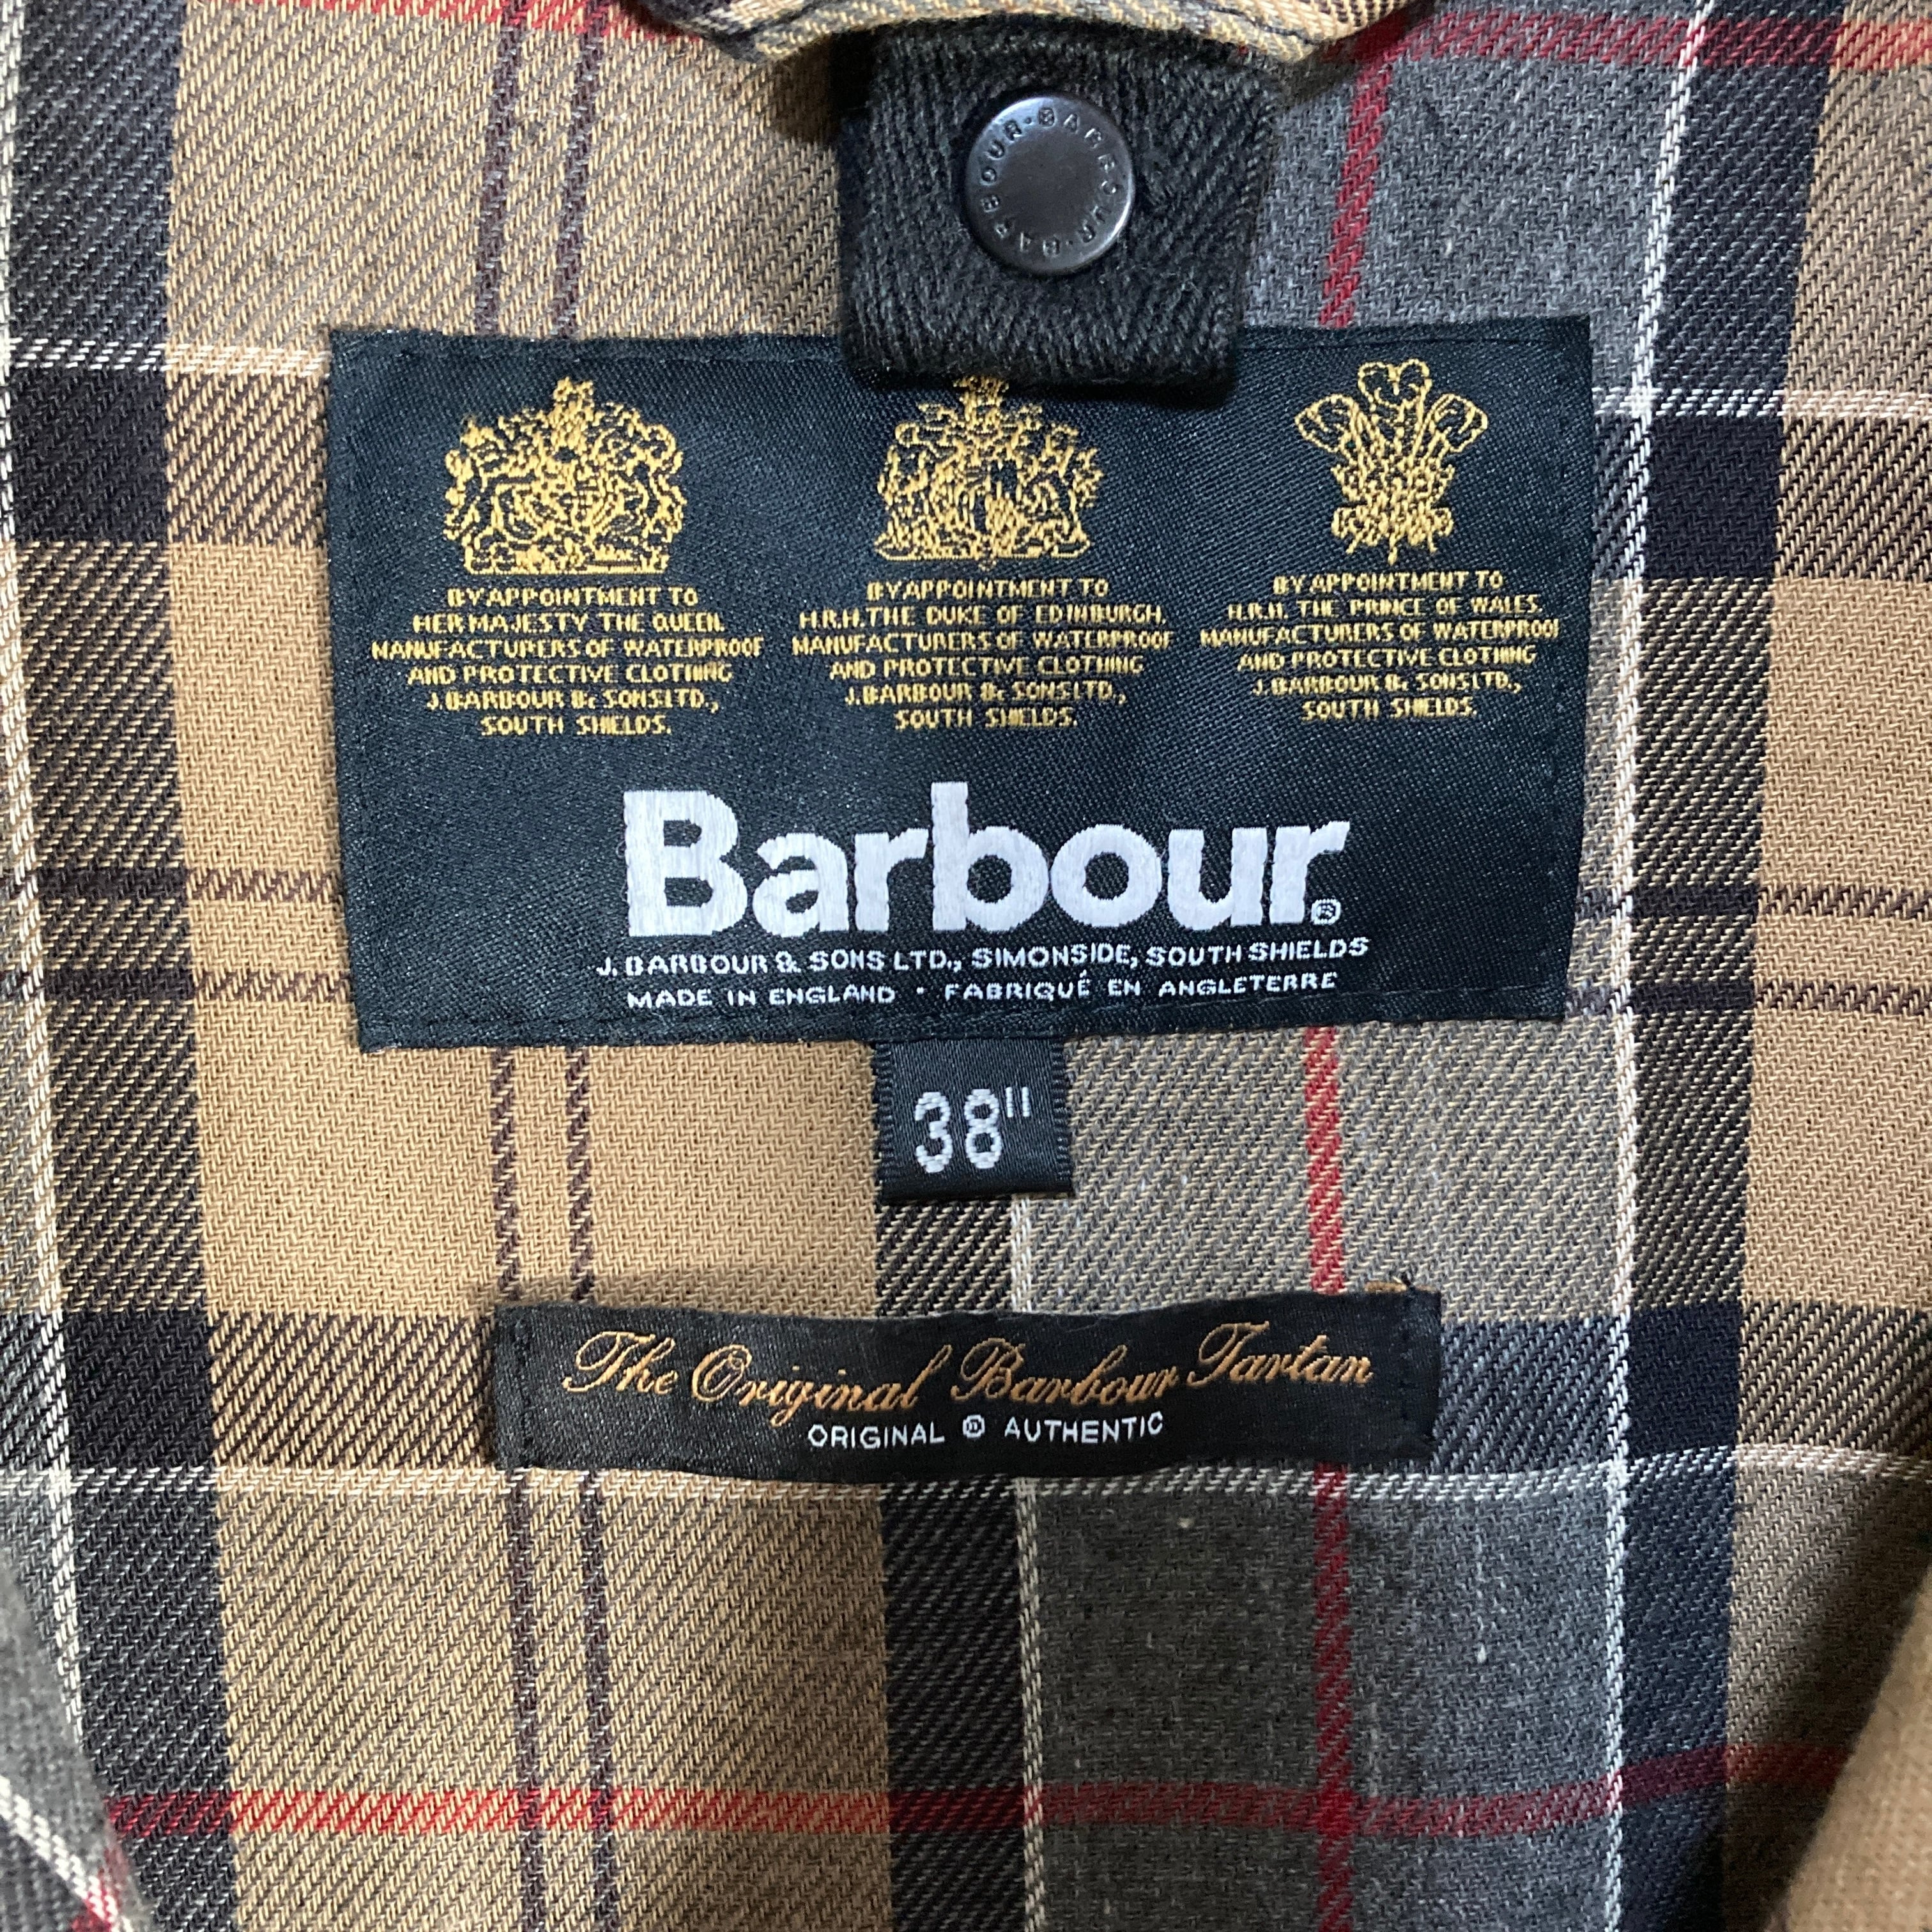 BARBOUR · BARBOUR · BARBOUR
BY APPOINTMENT TO
HER MAJESTY THE QUEEN.
MANUFACTURERS OF WATERPROOF
AND PROTECTIVE CLOTHING
J. BARBOUR & SONS LTD.,
SOUTH SHIELDS.
BY APPOINTMENT TO
H.R.H. THE DUKE OF EDINBURGH.
MANUFACTURERS OF WATERPROOF
AND PROTECTIVE CLOTHING
J. BARBOUR & SONS LTD.,
SOUTH SHIELDS.
BY APPOINTMENT TO
H.R.H. THE PRINCE OF WALES.
MANUFACTURERS OF WATERPROOF
AND PROTECTIVE CLOTHING
J. BARBOUR & SONS LTD.,
SOUTH SHIELDS.
Barbour®
J. BARBOUR & SONS LTD., SIMONSIDE, SOUTH SHIELDS
MADE IN ENGLAND · FABRIQUÉ EN ANGLETERRE
38"
The Original Barbour Tartan
ORIGINAL ® AUTHENTIC